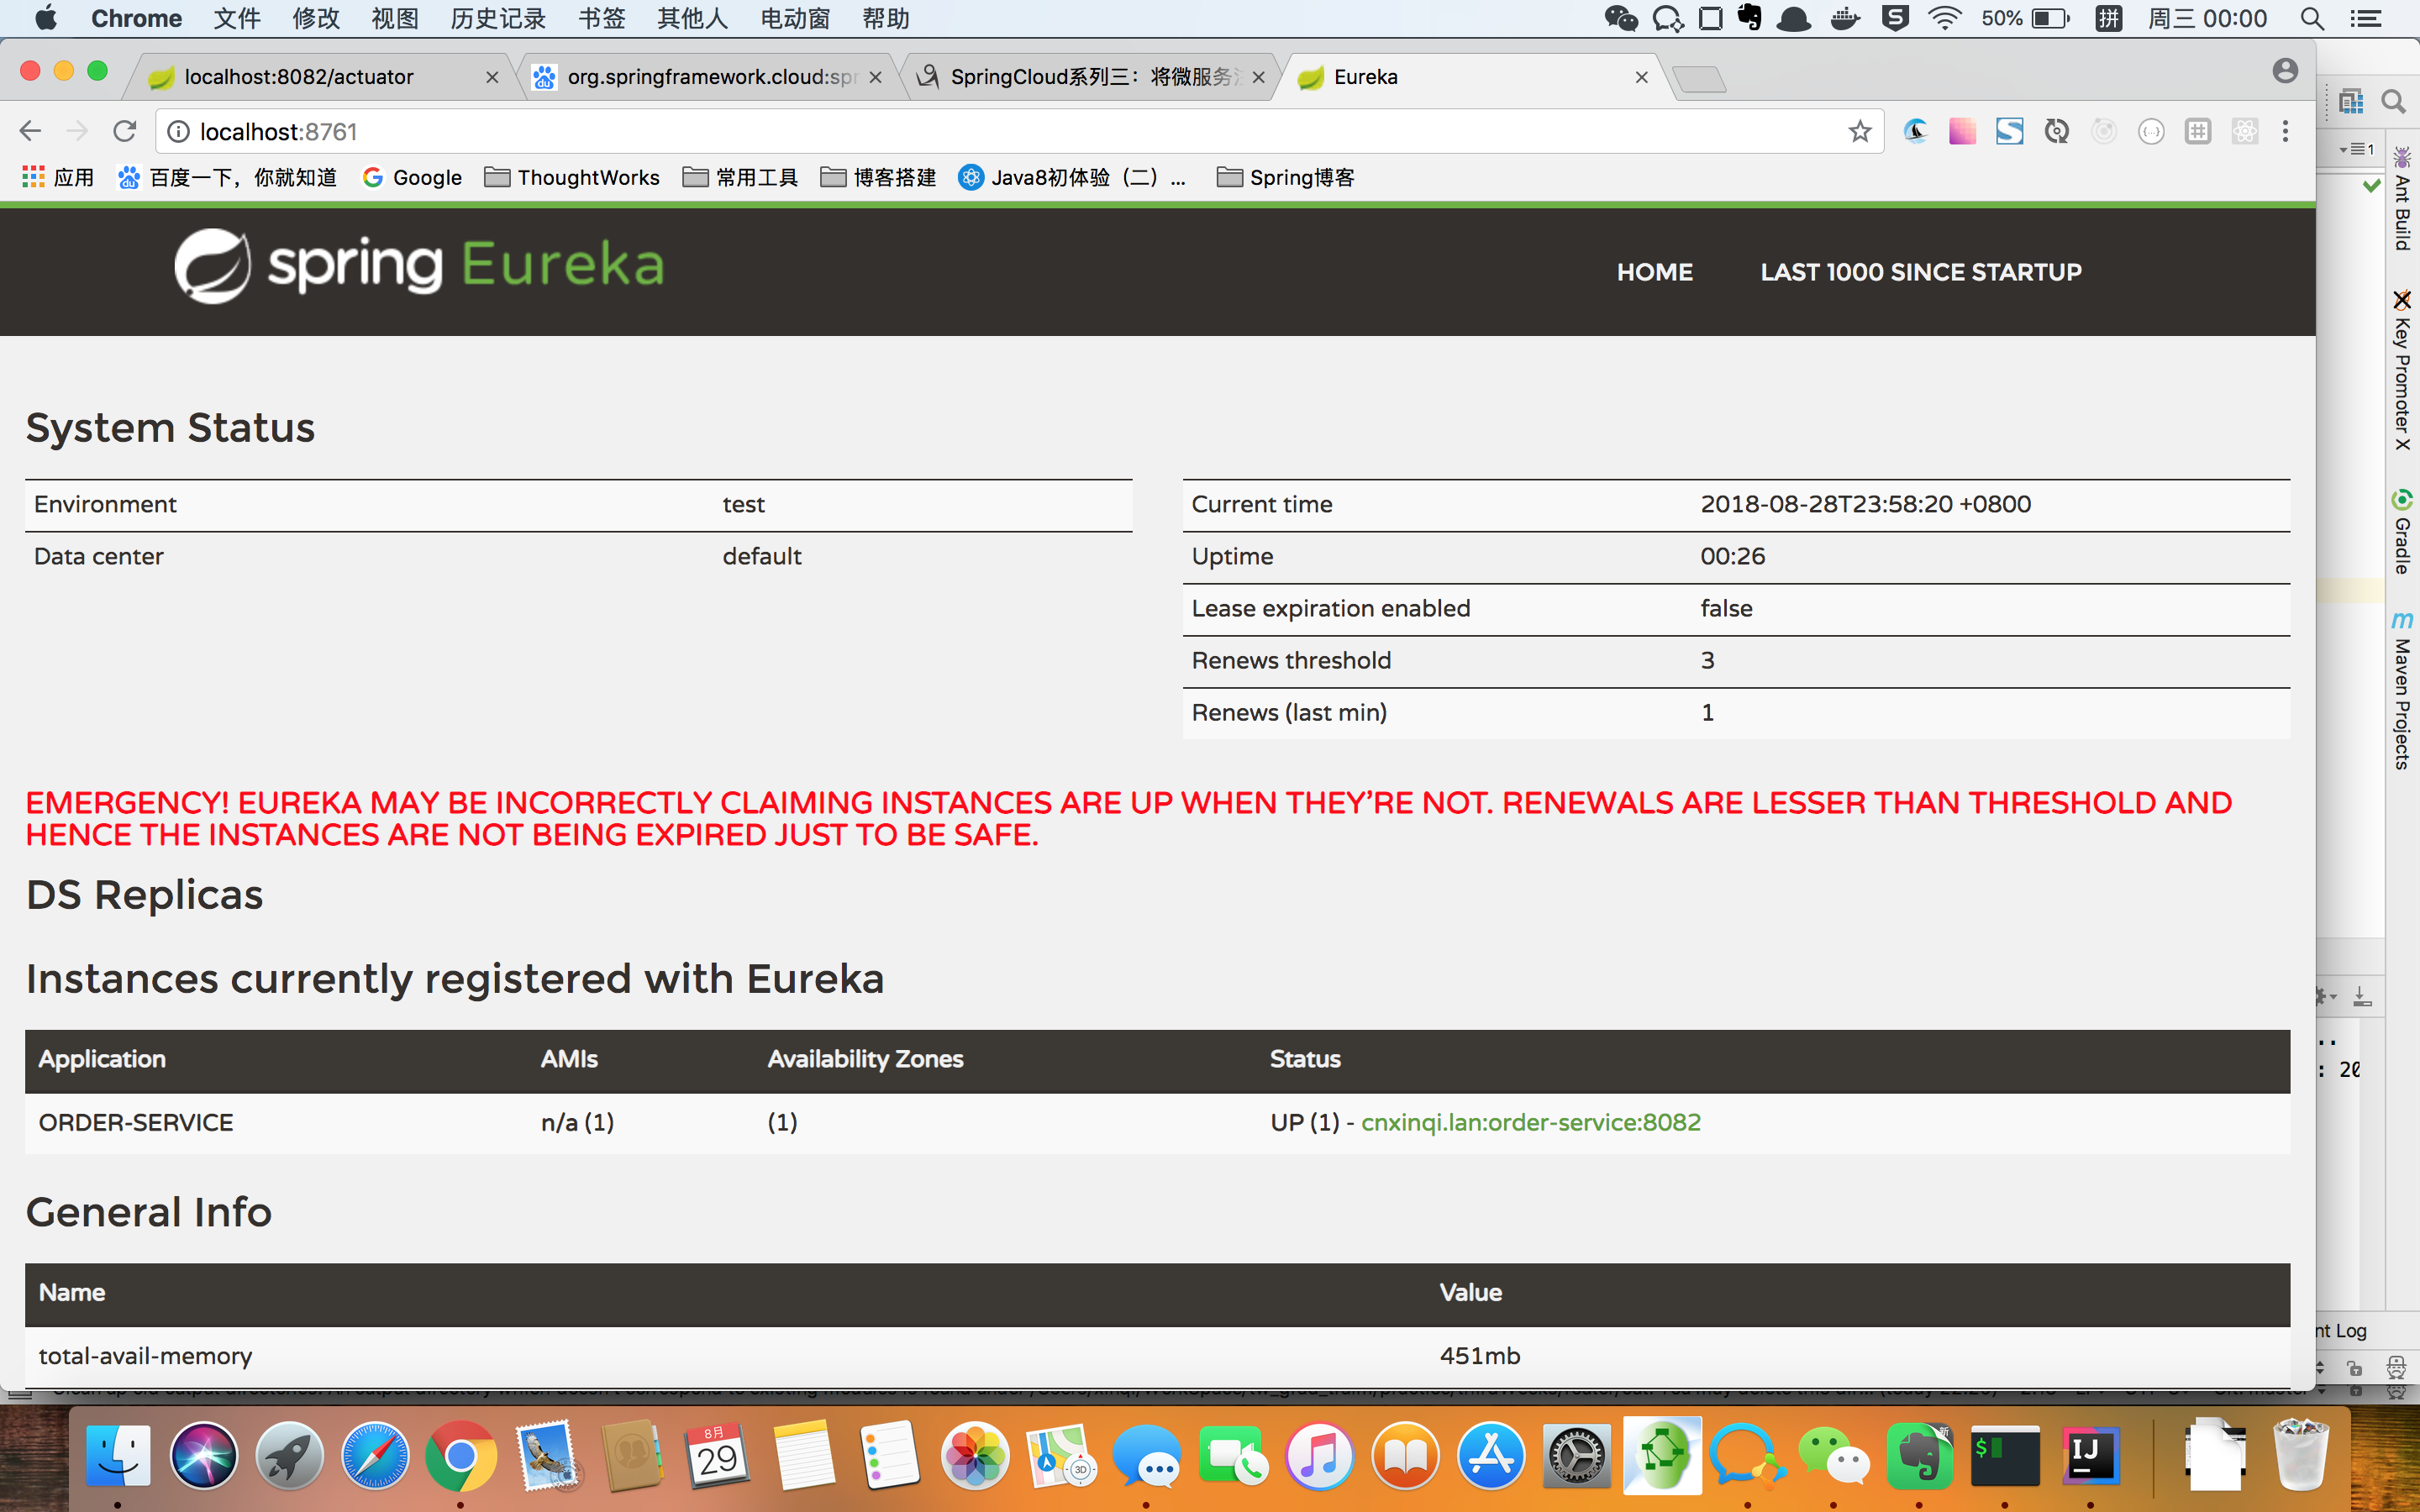 Chrome 文件 修改 视图 历史记录 书签 其他人 电动窗 帮助 50% 拼 周三 00:00
localhost:8082/actuator org.springframework.cloud:spr SpringCloud系列三：将微服务 Eureka
localhost:8761
应用 百度一下，你就知道 Google ThoughtWorks 常用工具 博客搭建 Java8初体验（二）... Spring博客
spring Eureka
HOME LAST 1000 SINCE STARTUP
System Status
Environment test
Data center default
Current time 2018-08-28T23:58:20 +0800
Uptime 00:26
Lease expiration enabled false
Renews threshold 3
Renews (last min) 1
EMERGENCY! EUREKA MAY BE INCORRECTLY CLAIMING INSTANCES ARE UP WHEN THEY'RE NOT. RENEWALS ARE LESSER THAN THRESHOLD AND
HENCE THE INSTANCES ARE NOT BEING EXPIRED JUST TO BE SAFE.
DS Replicas
Instances currently registered with Eureka
Application AMIs Availability Zones Status
ORDER-SERVICE n/a (1) (1) UP (1) - cnxinqi.lan:order-service:8082
General Info
Name Value
total-avail-memory 451mb
1
Ant Build
Key Promoter X
Gradle
Maven Projects
: 20
nt Log
8月
29
3D
IJ